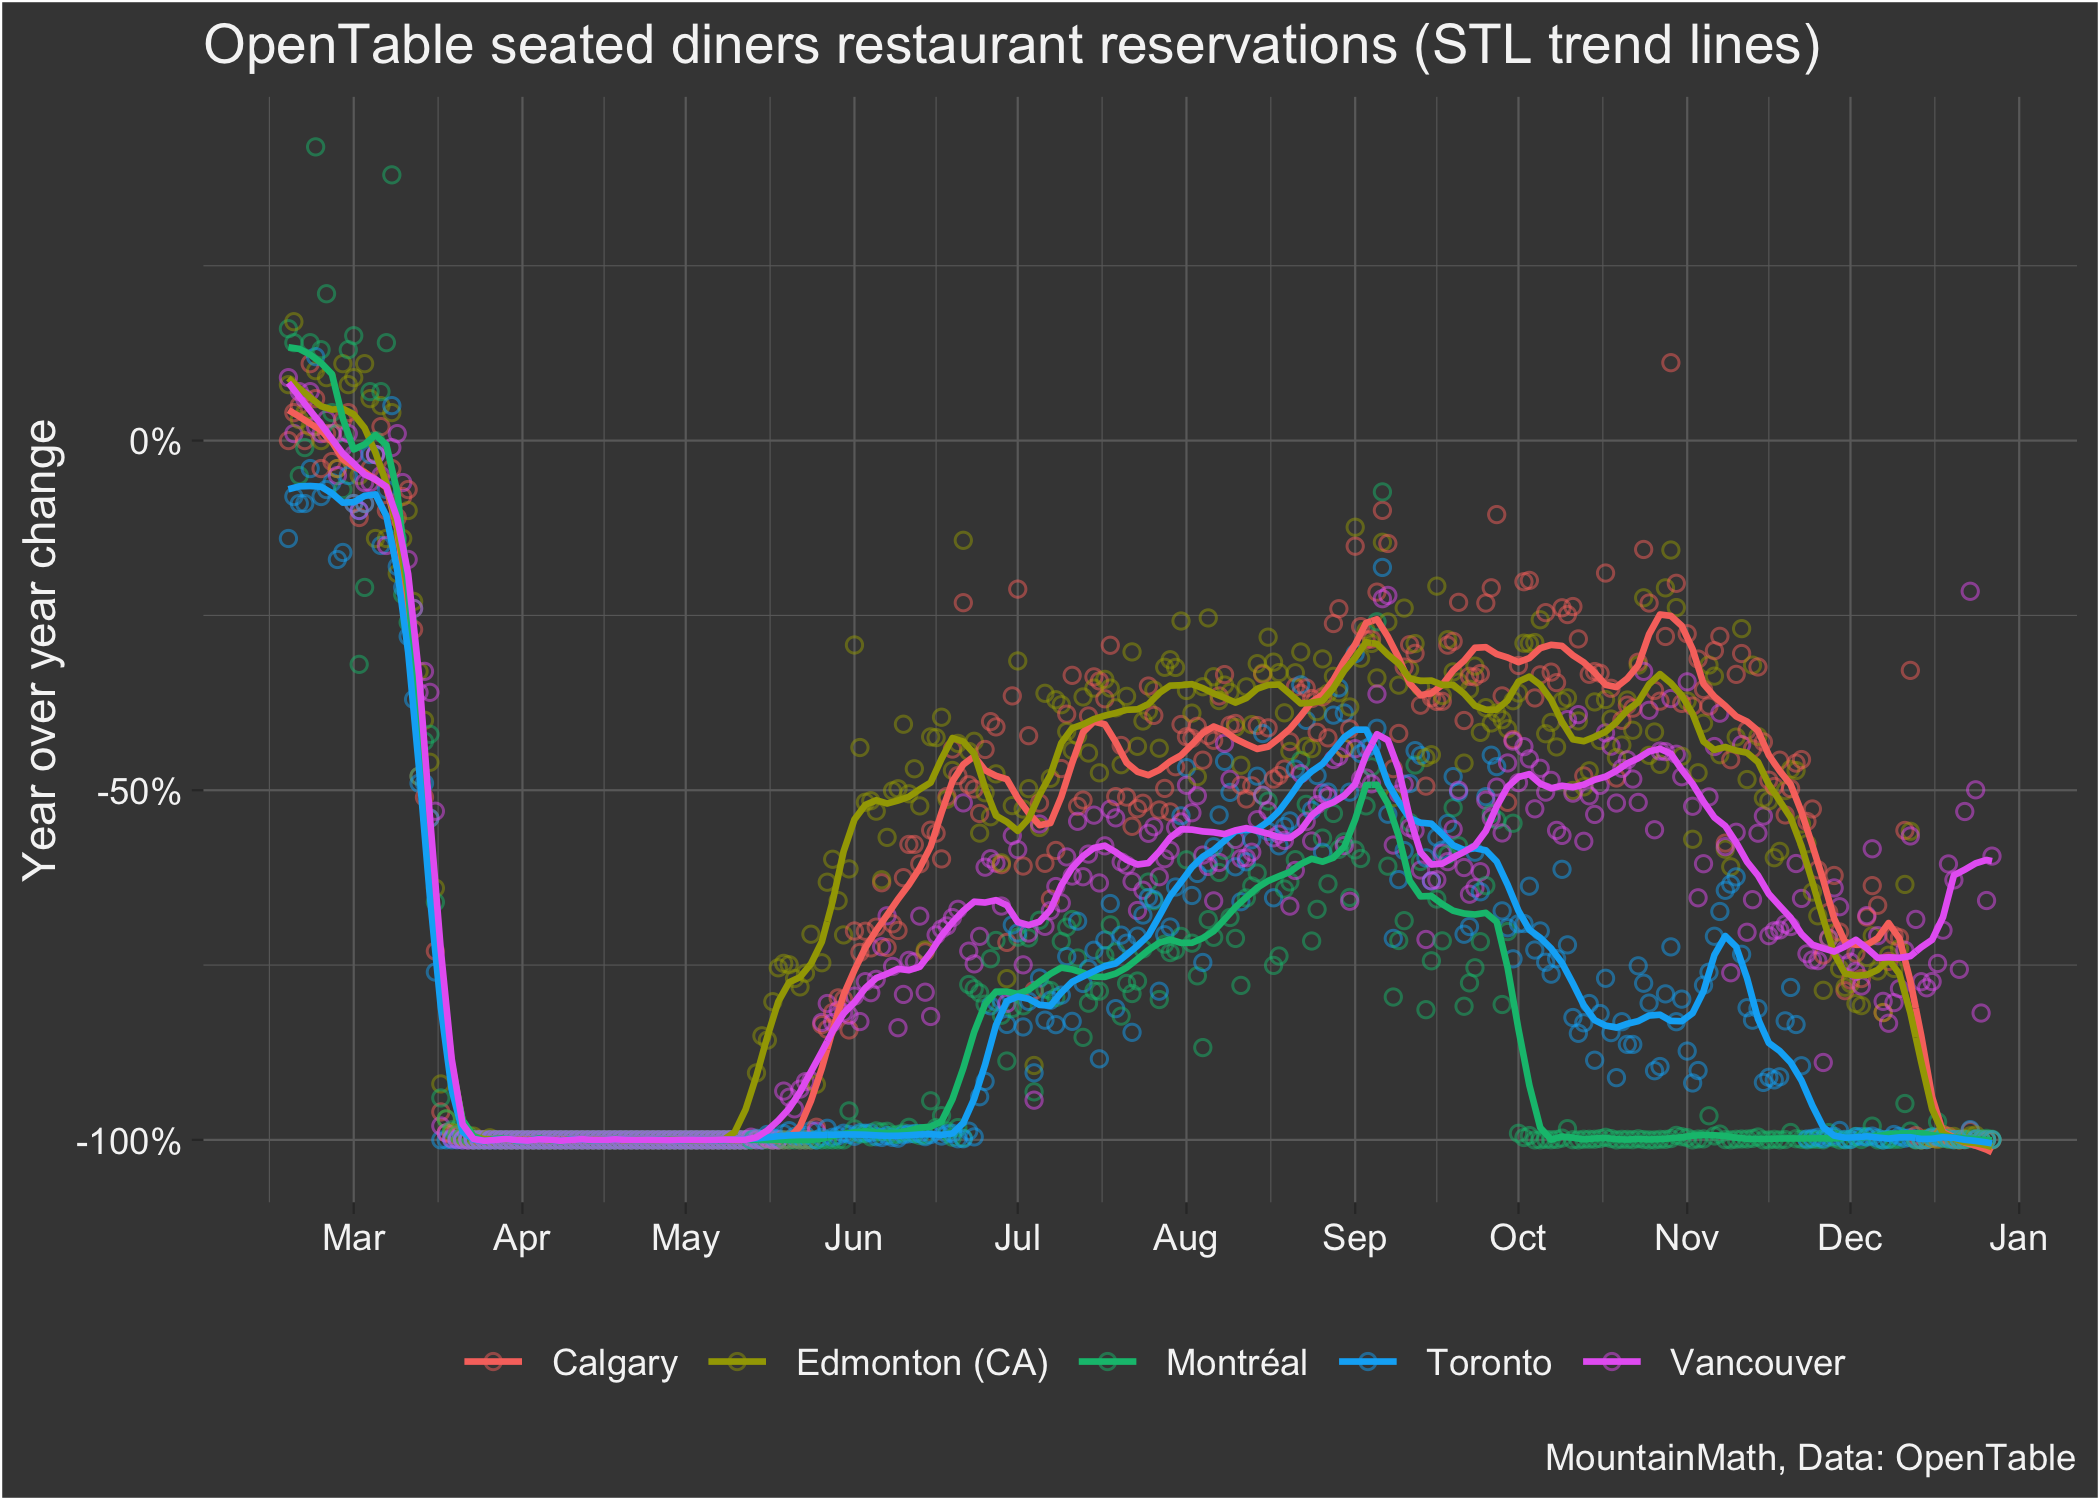 OpenTable seated diners restaurant reservations (STL trend lines)
Year over year change
0%
-50%
-100%
Mar Apr May Jun Jul Aug Sep Oct Nov Dec Jan
Calgary Edmonton (CA) Montréal Toronto Vancouver
MountainMath, Data: OpenTable